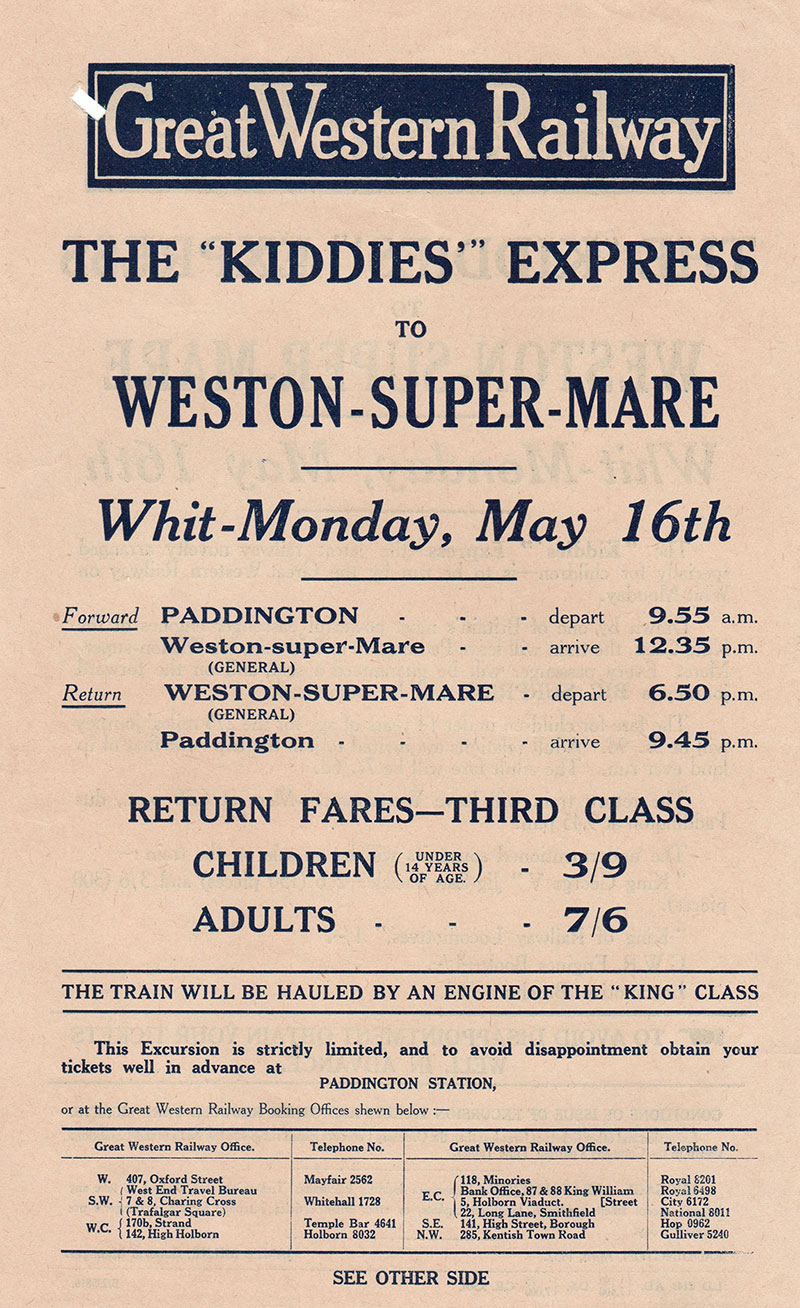 Great Western Railway
THE "KIDDIES'" EXPRESS
TO
WESTON-SUPER-MARE
Whit-Monday, May 16th
Forward PADDINGTON - - - depart 9.55 a.m.
Weston-super-Mare - - arrive 12.35 p.m.
(GENERAL)
Return WESTON-SUPER-MARE - depart 6.50 p.m.
(GENERAL)
Paddington - - - - arrive 9.45 p.m.
RETURN FARES—THIRD CLASS
CHILDREN (UNDER 14 YEARS OF AGE.) - 3/9
ADULTS - - - 7/6
THE TRAIN WILL BE HAULED BY AN ENGINE OF THE "KING" CLASS
This Excursion is strictly limited, and to avoid disappointment obtain your
tickets well in advance at
PADDINGTON STATION,
or at the Great Western Railway Booking Offices shewn below :—
Great Western Railway Office. Telephone No. Great Western Railway Office. Telephone No.
W. 407, Oxford Street Mayfair 2562
S.W. West End Travel Bureau
7 & 8, Charing Cross Whitehall 1728
(Trafalgar Square)
W.C. 170b, Strand Temple Bar 4641
142, High Holborn Holborn 8032
E.C. 118, Minories Royal 8201
Bank Office, 87 & 88 King William [Street Royal 6498
5, Holborn Viaduct. City 6172
22, Long Lane, Smithfield National 8011
S.E. 141, High Street, Borough Hop 0962
N.W. 285, Kentish Town Road Gulliver 5240
SEE OTHER SIDE